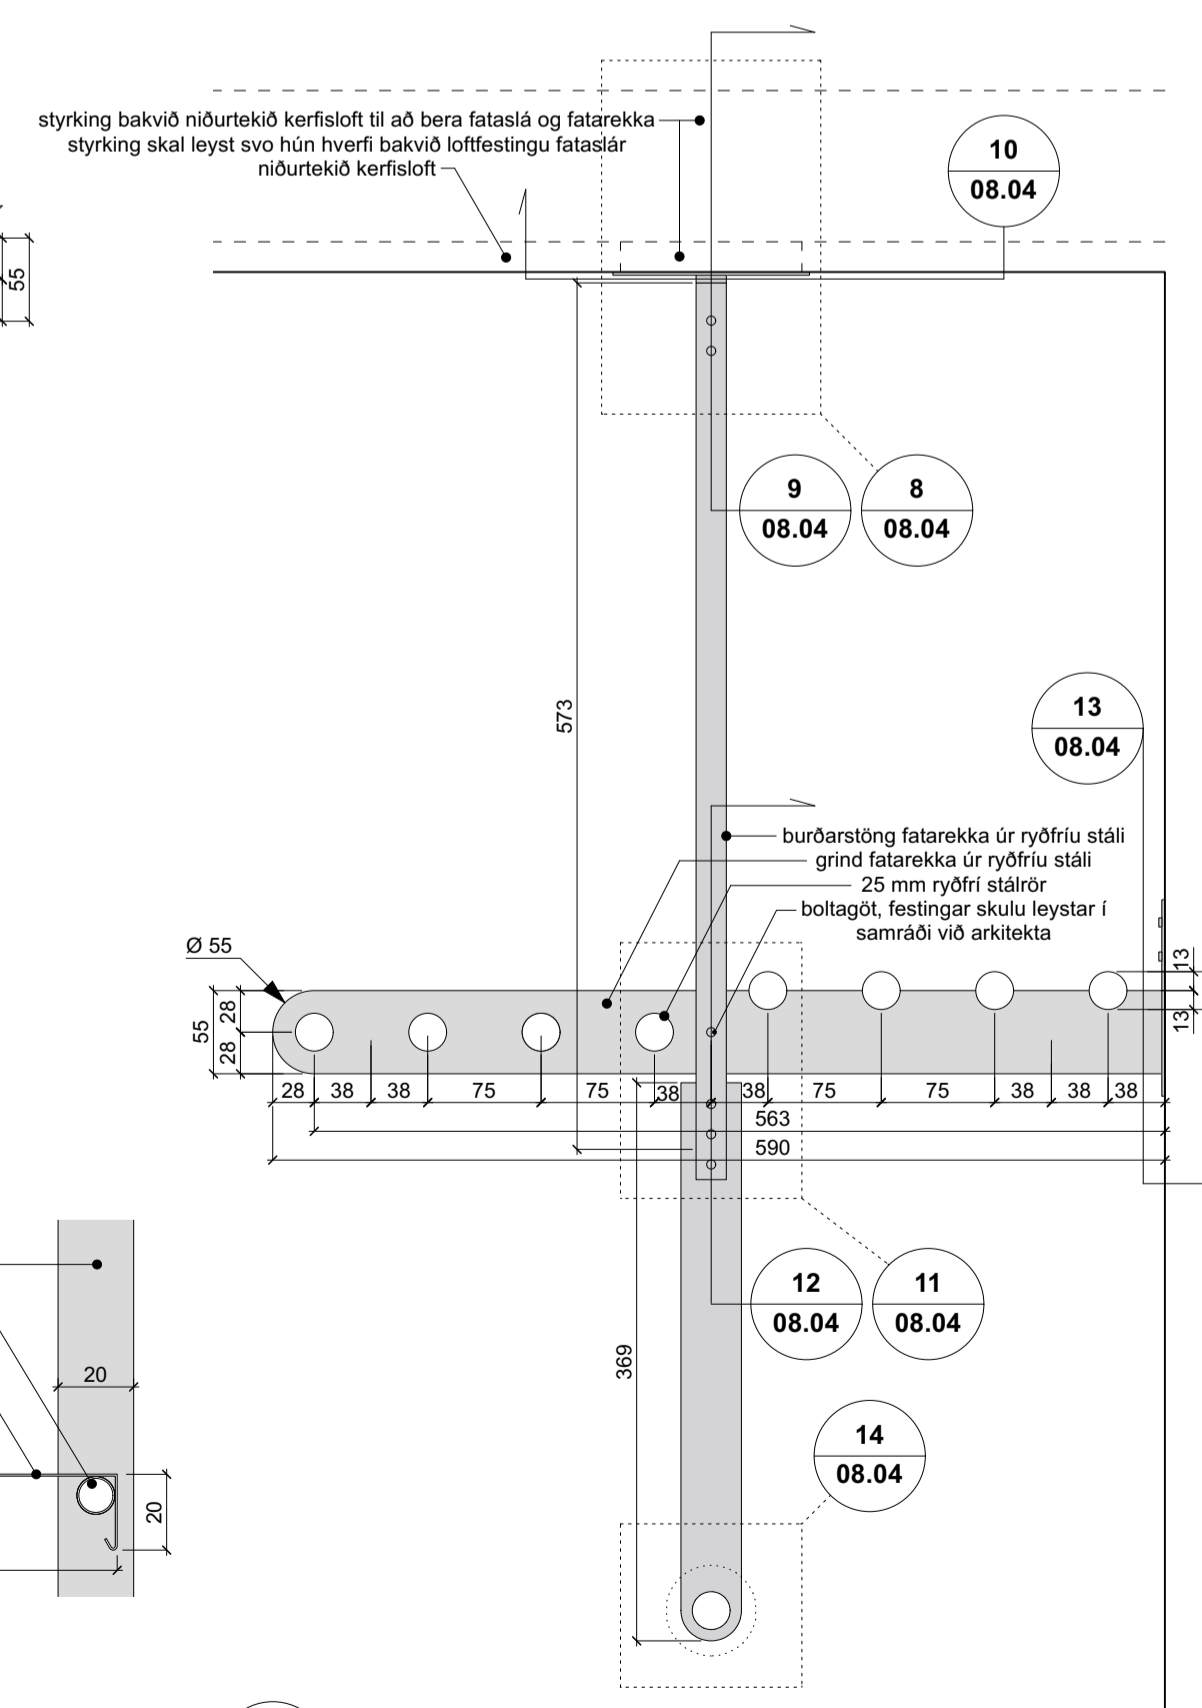 styrking bakvið niðurtekið kerfisloft til að bera fataslá og fatarekka
styrking skal leyst svo hún hverfi bakvið loftfestingu fataslár
niðurtekið kerfisloft
10
08.04
55
9
08.04
8
08.04
573
13
08.04
burðarstöng fatarekka úr ryðfríu stáli
grind fatarekka úr ryðfríu stáli
25 mm ryðfrí stálrör
boltagöt, festingar skulu leystar í
samráði við arkitekta
Ø 55
13
13
55
28
28
28 38 38 75 75 38 38 75 75 38 38 38
563
590
12
08.04
11
08.04
369
20
14
08.04
20